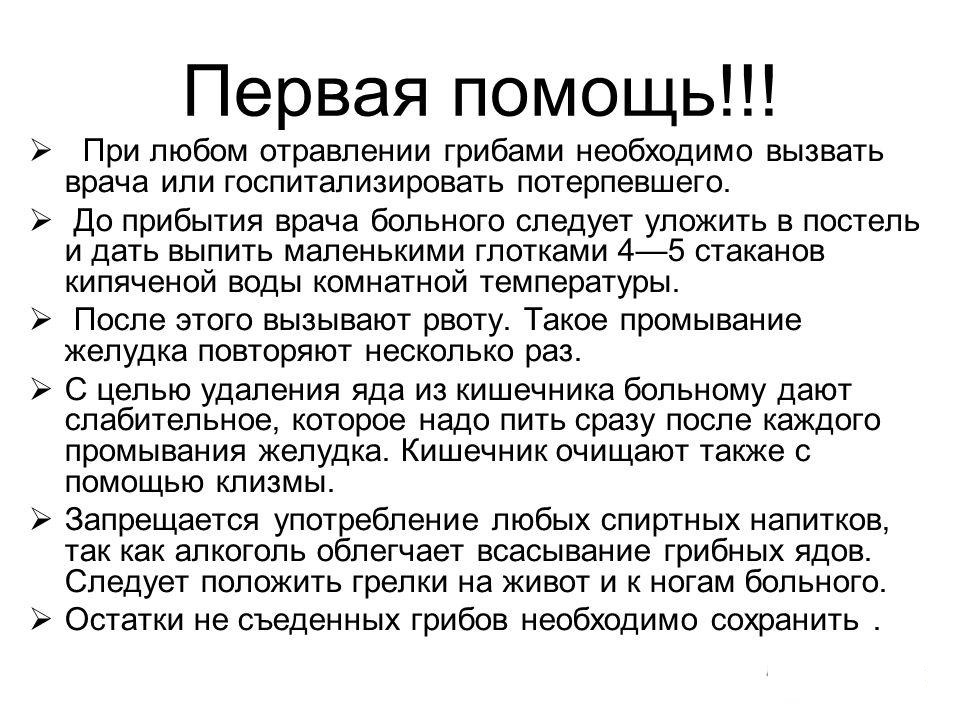 Первая помощь!!!
При любом отравлении грибами необходимо вызвать
врача или госпитализировать потерпевшего.
До прибытия врача больного следует уложить в постель
и дать выпить маленькими глотками 4—5 стаканов
кипяченой воды комнатной температуры.
После этого вызывают рвоту. Такое промывание
желудка повторяют несколько раз.
С целью удаления яда из кишечника больному дают
слабительное, которое надо пить сразу после каждого
промывания желудка. Кишечник очищают также с
помощью клизмы.
Запрещается употребление любых спиртных напитков,
так как алкоголь облегчает всасывание грибных ядов.
Следует положить грелки на живот и к ногам больного.
Остатки не съеденных грибов необходимо сохранить .